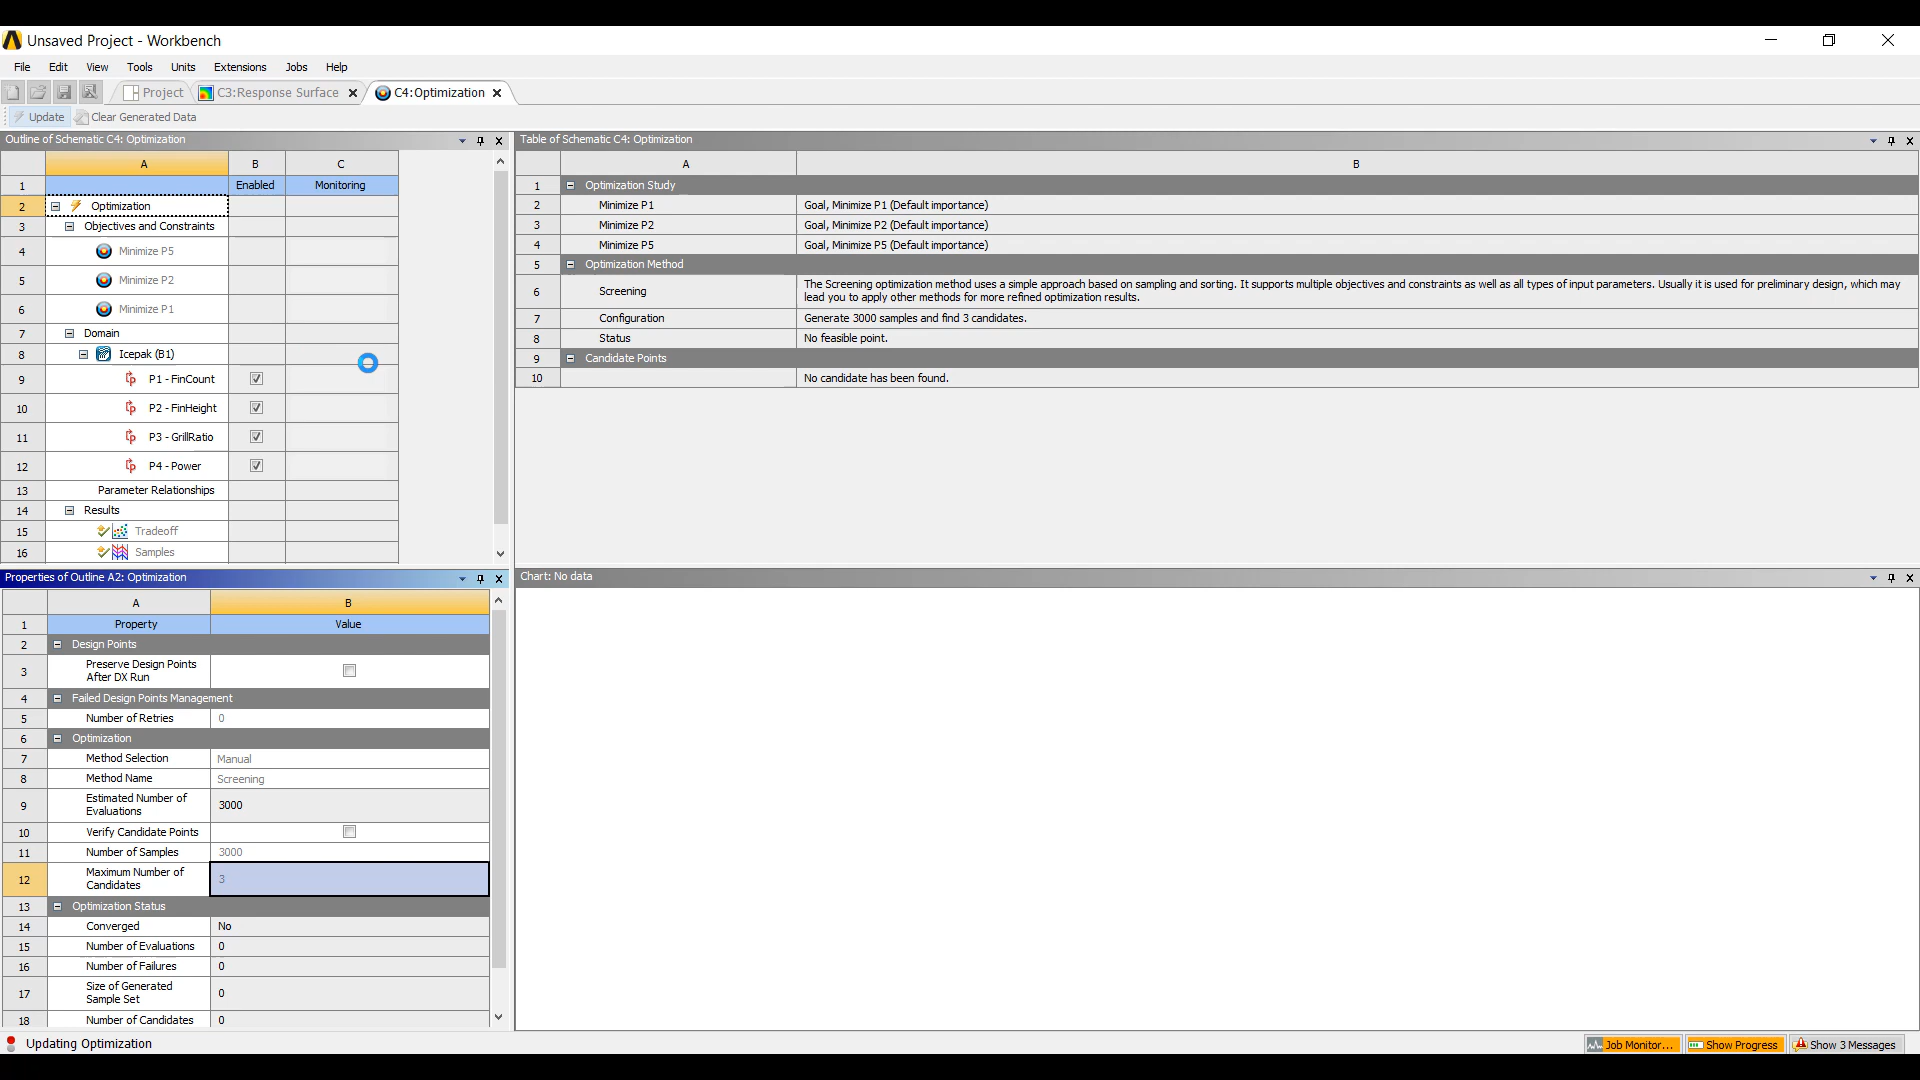 Unsaved Project - Workbench
File Edit View Tools Units Extensions Jobs Help
Project C3:Response Surface C4:Optimization
Update Clear Generated Data
Outline of Schematic C4: Optimization
A B C
1 Enabled Monitoring
2 Optimization
3 Objectives and Constraints
4 Minimize P5
5 Minimize P2
6 Minimize P1
7 Domain
8 Icepak (B1)
9 P1 - FinCount
10 P2 - FinHeight
11 P3 - GrillRatio
12 P4 - Power
13 Parameter Relationships
14 Results
15 Tradeoff
16 Samples
Table of Schematic C4: Optimization
A B
1 Optimization Study
2 Minimize P1 Goal, Minimize P1 (Default importance)
3 Minimize P2 Goal, Minimize P2 (Default importance)
4 Minimize P5 Goal, Minimize P5 (Default importance)
5 Optimization Method
6 Screening The Screening optimization method uses a simple approach based on sampling and sorting. It supports multiple objectives and constraints as well as all types of input parameters. Usually it is used for preliminary design, which may
lead you to apply other methods for more refined optimization results.
7 Configuration Generate 3000 samples and find 3 candidates.
8 Status No feasible point.
9 Candidate Points
10 No candidate has been found.
Properties of Outline A2: Optimization
A B
1 Property Value
2 Design Points
3 Preserve Design Points
After DX Run
4 Failed Design Points Management
5 Number of Retries 0
6 Optimization
7 Method Selection Manual
8 Method Name Screening
9 Estimated Number of
Evaluations 3000
10 Verify Candidate Points
11 Number of Samples 3000
12 Maximum Number of
Candidates 3
13 Optimization Status
14 Converged No
15 Number of Evaluations 0
16 Number of Failures 0
17 Size of Generated
Sample Set 0
18 Number of Candidates 0
Chart: No data
Updating Optimization
Job Monitor... Show Progress Show 3 Messages